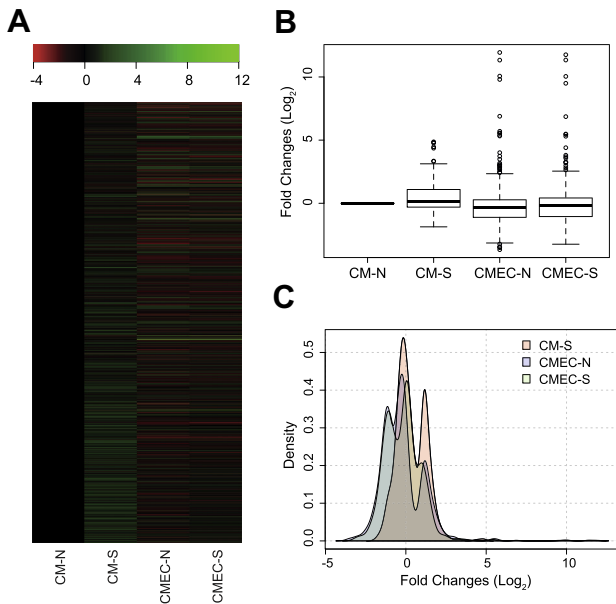 A
-4 0 4 8 12
CM-N
CM-S
CMEC-N
CMEC-S
B
Fold Changes (Log2)
10
5
0
CM-N CM-S CMEC-N CMEC-S
C
Density
0.5
0.4
0.3
0.2
0.1
0.0
CM-S
CMEC-N
CMEC-S
-5 0 5 10
Fold Changes (Log2)